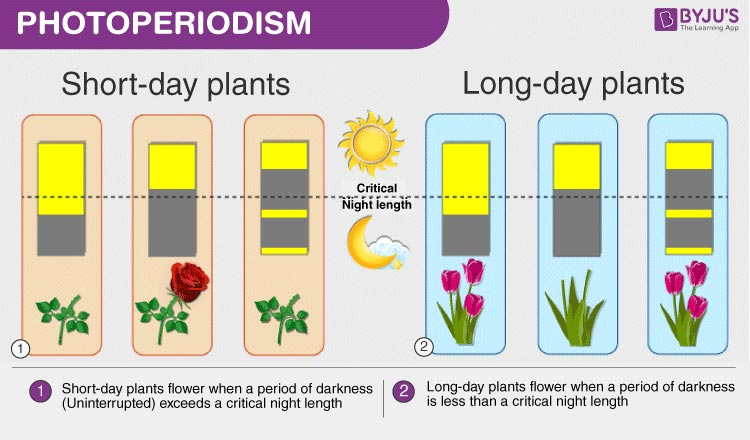 PHOTOPERIODISM
BYJU'S
The Learning App
Short-day plants
Long-day plants
Critical
Night length
1
2
1
Short-day plants flower when a period of darkness
(Uninterrupted) exceeds a critical night length
2
Long-day plants flower when a period of darkness
is less than a critical night length